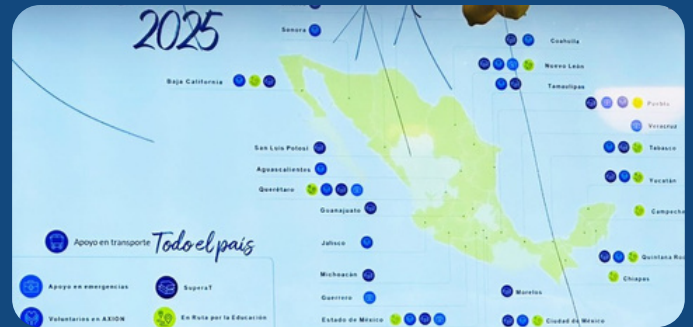 2025
Sonora
Coahuila
Nuevo León
Baja California
Tamaulipas
Puebla
Veracruz
San Luis Potosí
Tabasco
Aguascalientes
Querétaro
Yucatán
Guanajuato
Campeche
Apoyo en transporte Todo el país
Jalisco
Quintana Roo
Michoacán
Chiapas
Apoyo en emergencias
SuperaT
Guerrero
Morelos
Voluntarios en AXION
En Ruta por la Educación
Estado de México
Ciudad de México